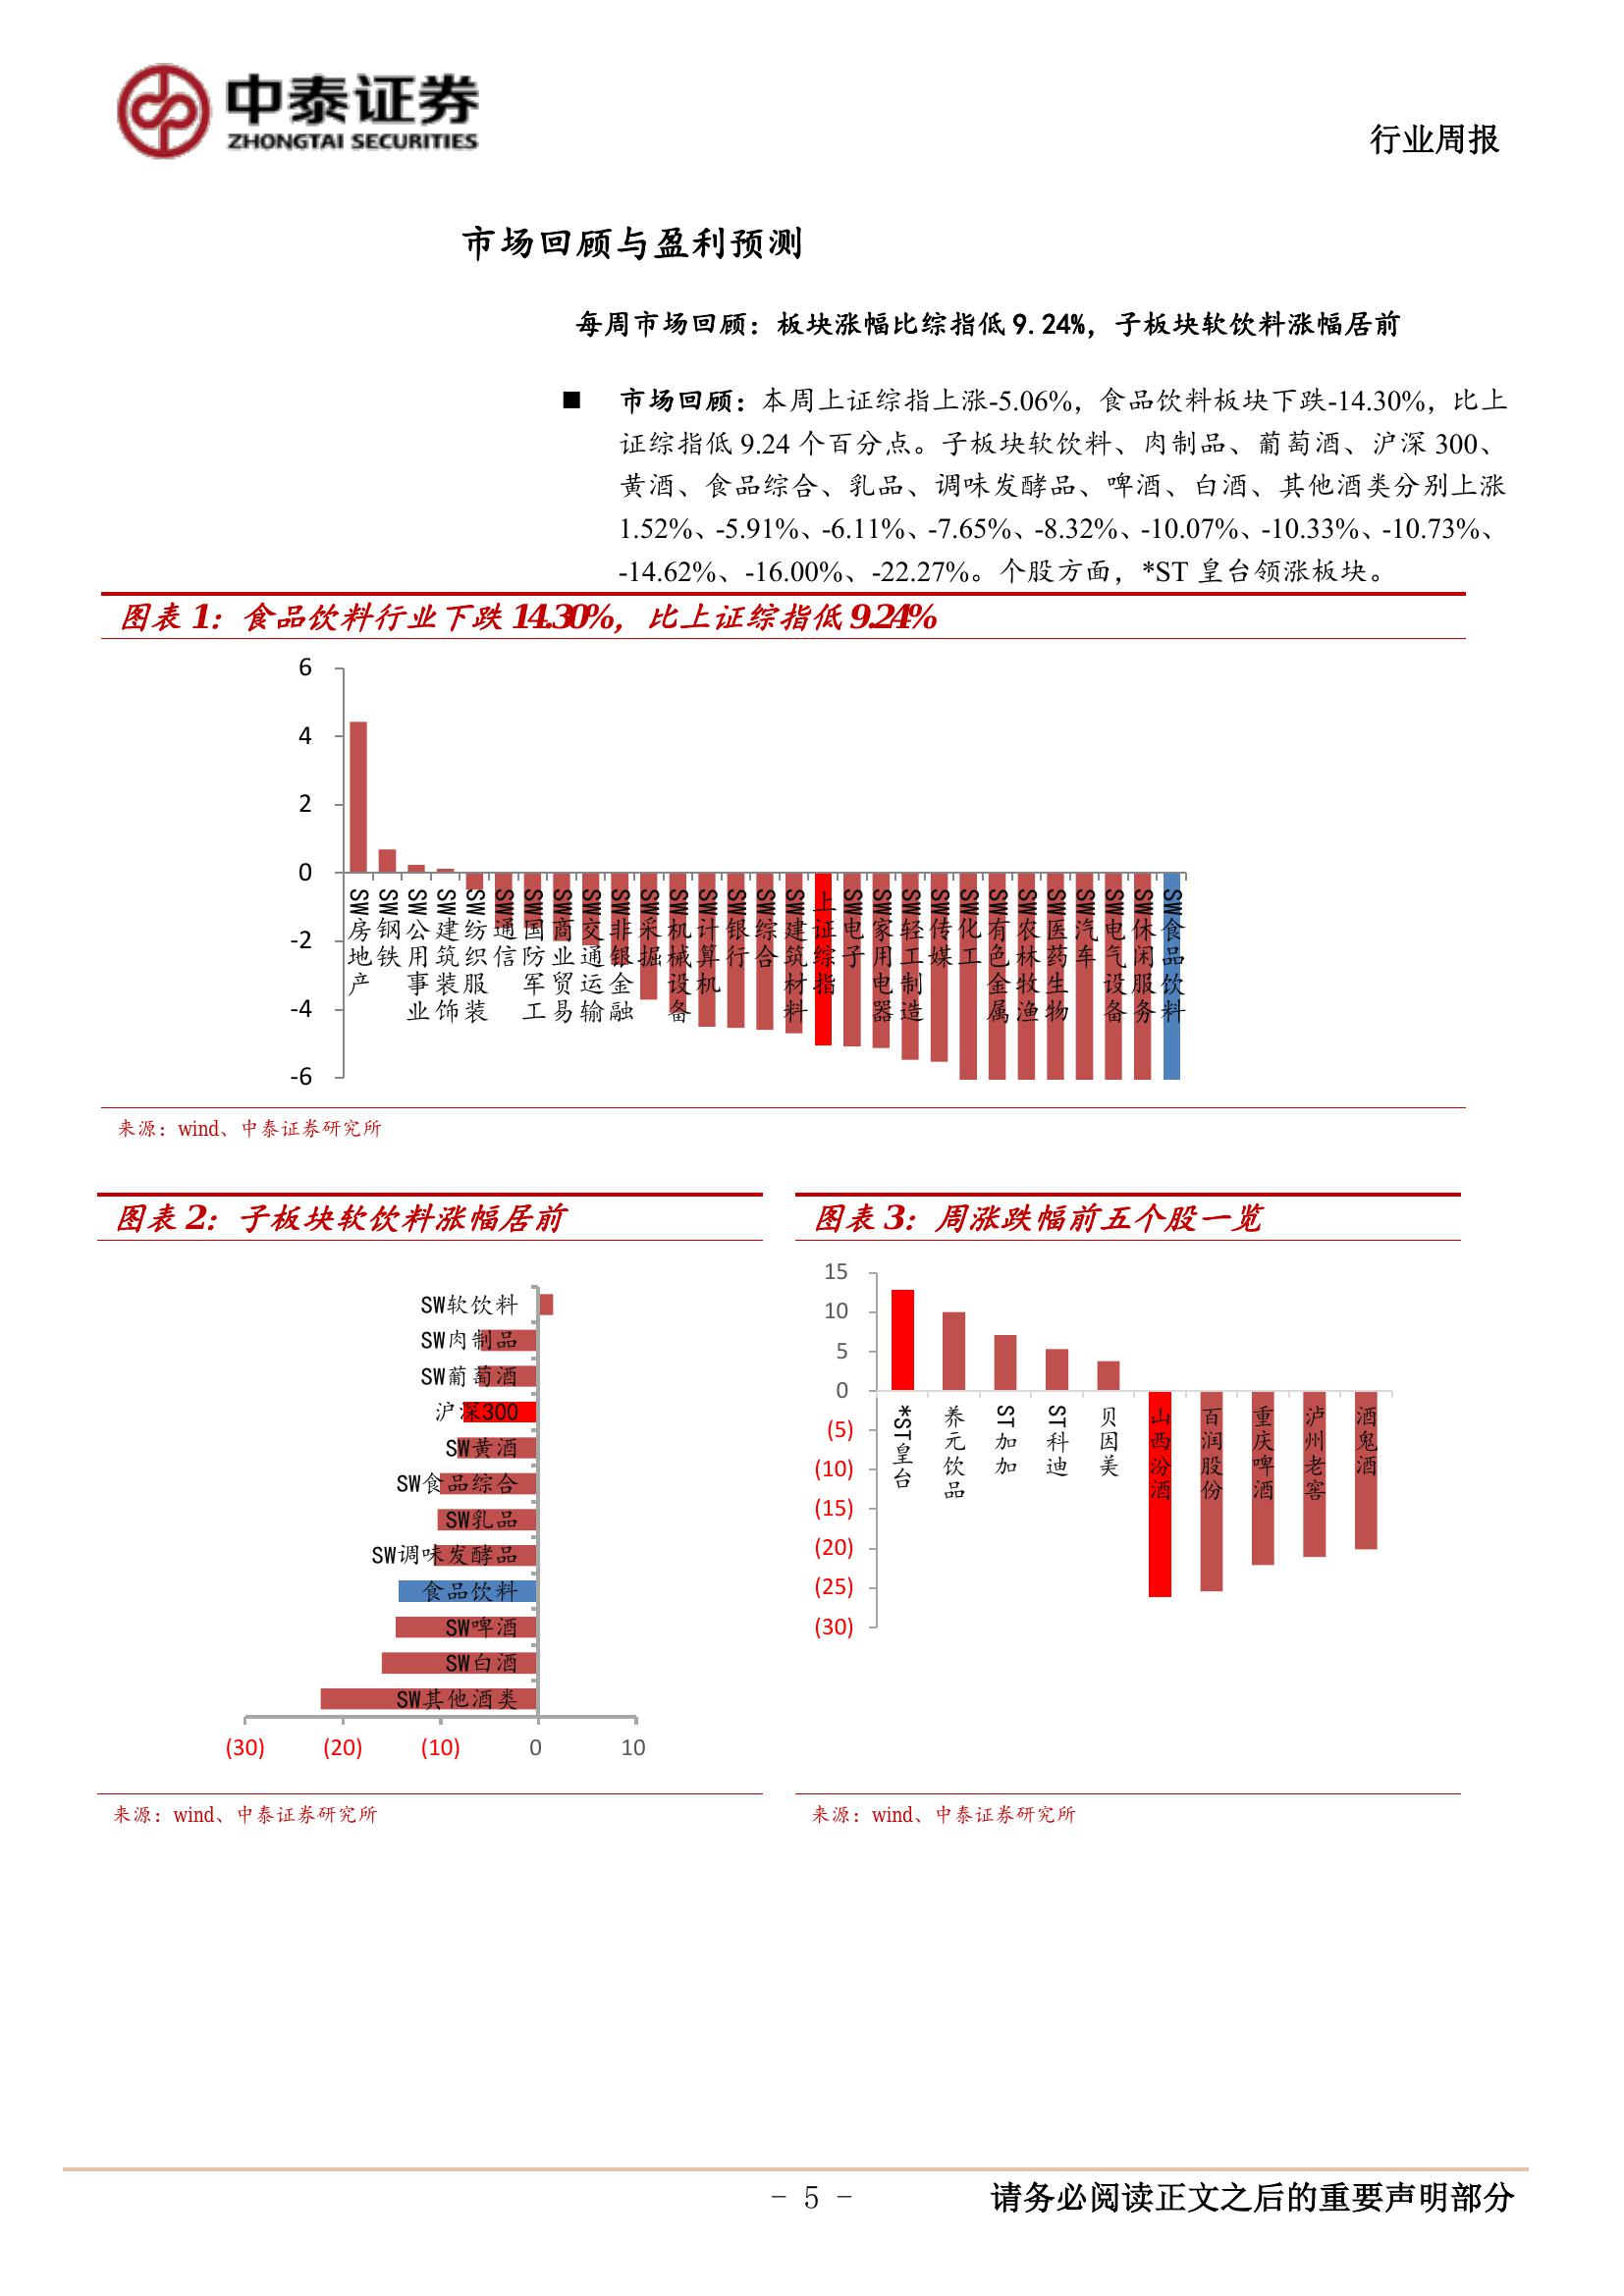 中泰证券
ZHONGTAI SECURITIES
行业周报
市场回顾与盈利预测
每周市场回顾：板块涨幅比综指低 9.24%，子板块软饮料涨幅居前
■ 市场回顾：本周上证综指上涨-5.06%，食品饮料板块下跌-14.30%，比上
证综指低 9.24 个百分点。子板块软饮料、肉制品、葡萄酒、沪深 300、
黄酒、食品综合、乳品、调味发酵品、啤酒、白酒、其他酒类分别上涨
1.52%、-5.91%、-6.11%、-7.65%、-8.32%、-10.07%、-10.33%、-10.73%、
-14.62%、-16.00%、-22.27%。个股方面，*ST 皇台领涨板块。
图表 1：食品饮料行业下跌 14.30%，比上证综指低 9.24%
6
4
2
0
-2
-4
-6
SW房地产
SW钢铁
SW公用事业
SW建筑装饰
SW纺织服装
SW通信
SW国防军工
SW商业贸易
SW交通运输
SW非银金融
SW采掘
SW机械设备
SW计算机
SW银行
SW综合
SW建筑材料
上证综指
SW电子
SW家用电器
SW轻工制造
SW传媒
SW化工
SW有色金属
SW农林牧渔
SW医药生物
SW汽车
SW电气设备
SW休闲服务
SW食品饮料
来源：wind、中泰证券研究所
图表 2：子板块软饮料涨幅居前
SW软饮料
SW肉制品
SW葡萄酒
沪深300
SW黄酒
SW食品综合
SW乳品
SW调味发酵品
食品饮料
SW啤酒
SW白酒
SW其他酒类
(30) (20) (10) 0 10
来源：wind、中泰证券研究所
图表 3：周涨跌幅前五个股一览
15
10
5
0
(5)
(10)
(15)
(20)
(25)
(30)
*ST皇台
养元饮品
ST加加
ST科迪
贝因美
山西汾酒
百润股份
重庆啤酒
泸州老窖
酒鬼酒
来源：wind、中泰证券研究所
- 5 -
请务必阅读正文之后的重要声明部分